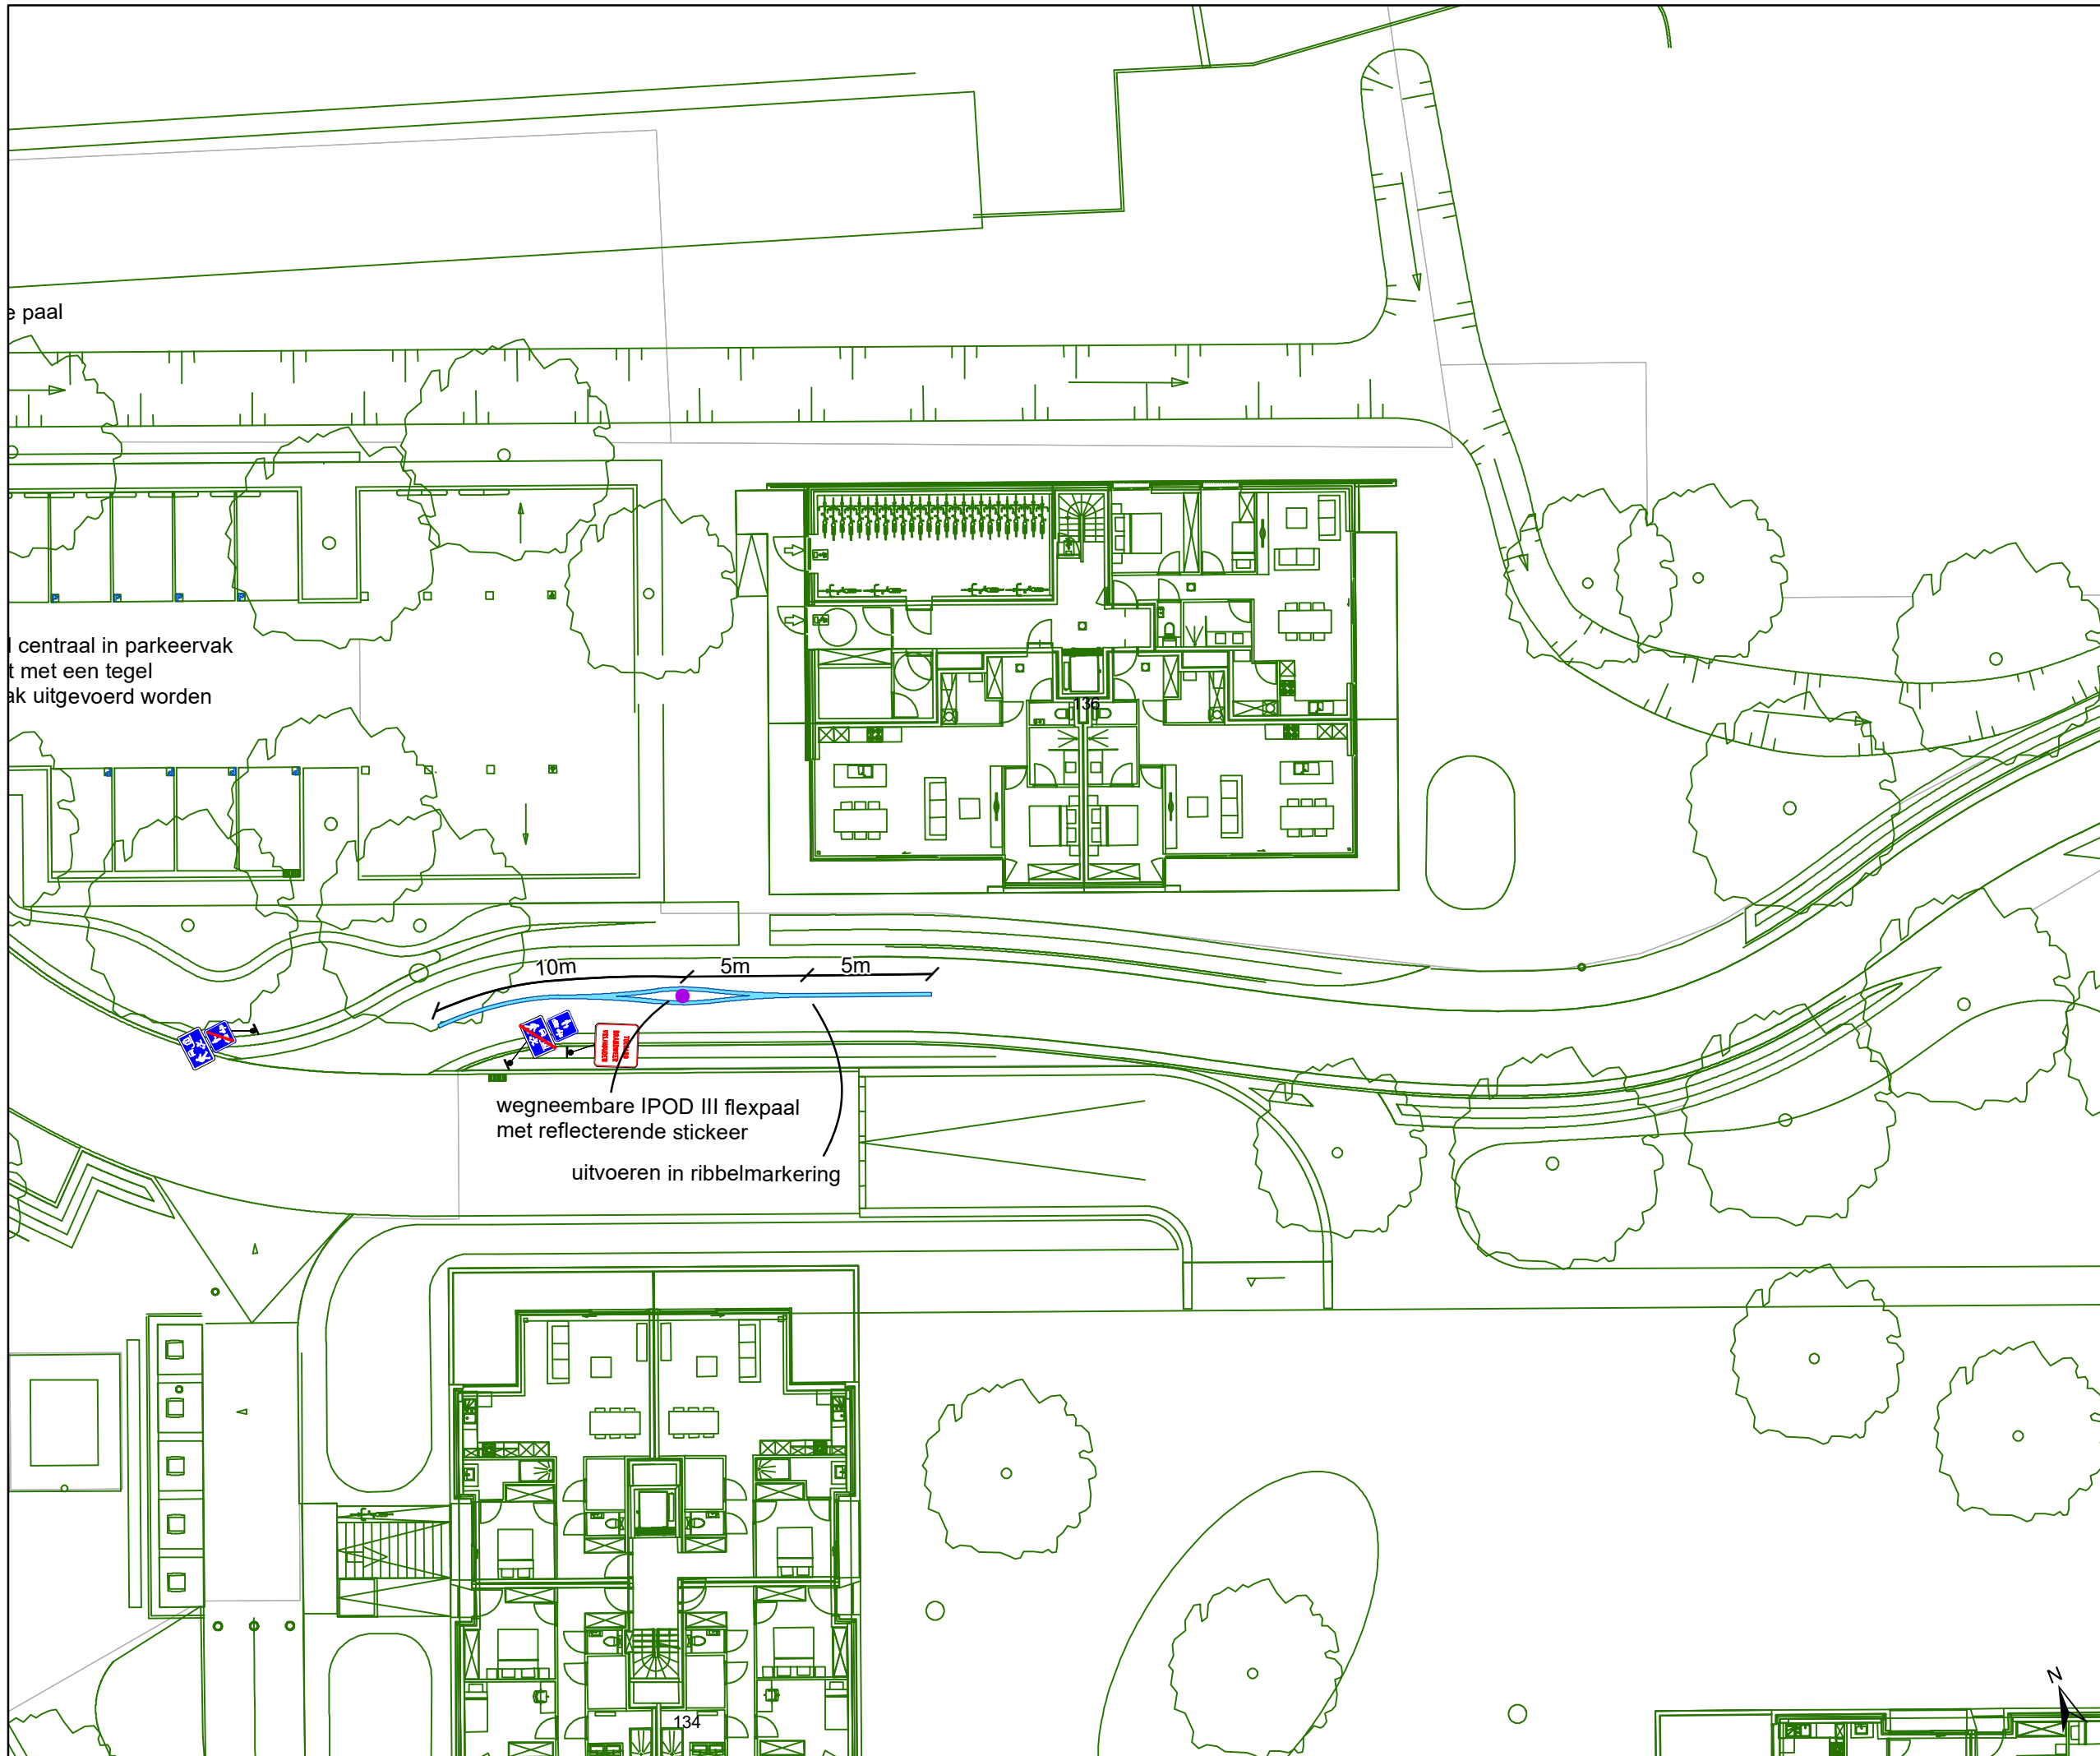 e paal
l centraal in parkeervak
t met een tegel
ak uitgevoerd worden
136
10m
5m
5m
wegneembare IPOD III flexpaal
met reflecterende stickeer
uitvoeren in ribbelmarkering
134
N